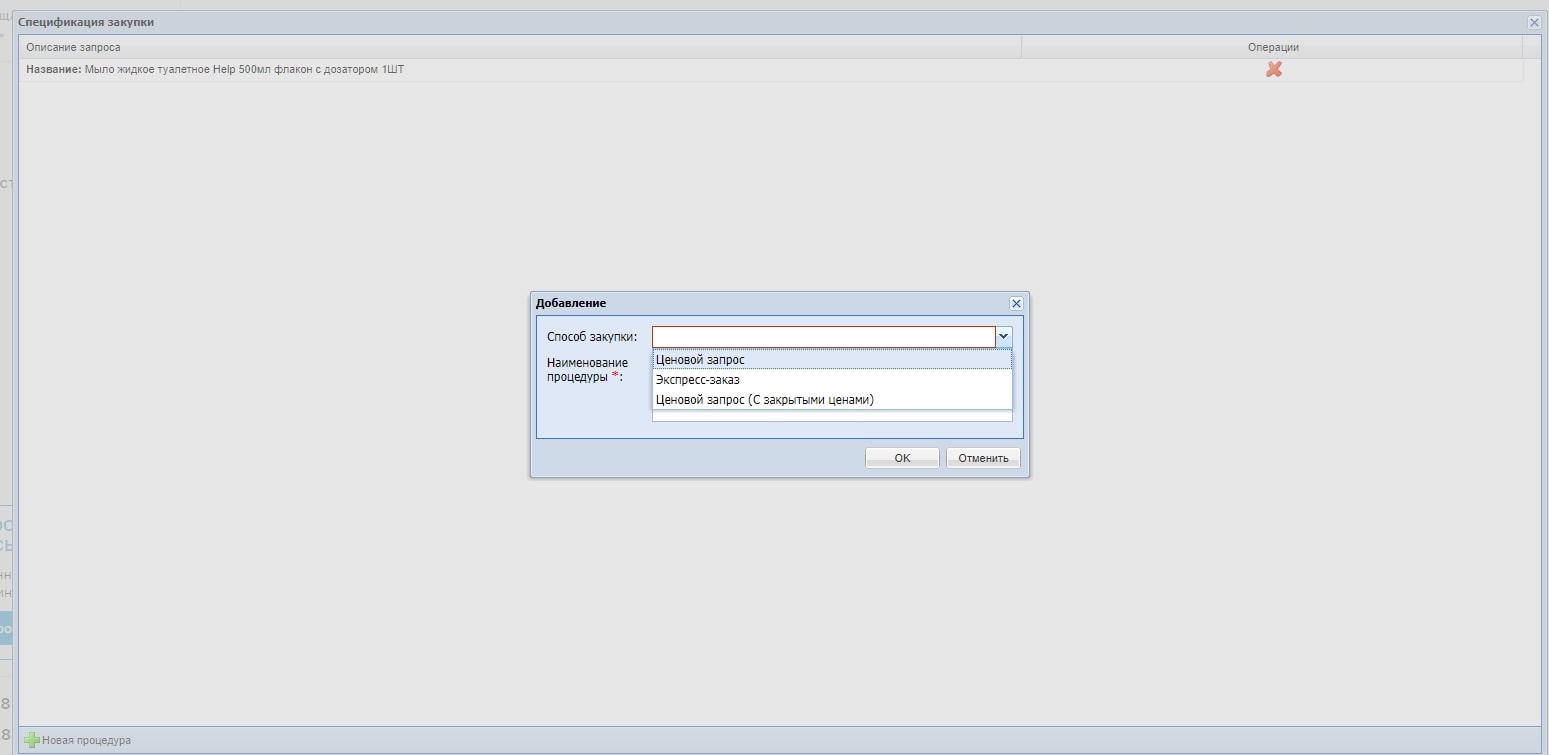 Спецификация закупки
Описание запроса
Операции
Название: Мыло жидкое туалетное Help 500мл флакон с дозатором 1ШТ
Добавление
Способ закупки:
Ценовой запрос
Наименование
процедуры *:
Экспресс-заказ
Ценовой запрос (С закрытыми ценами)
OK
Отменить
Новая процедура